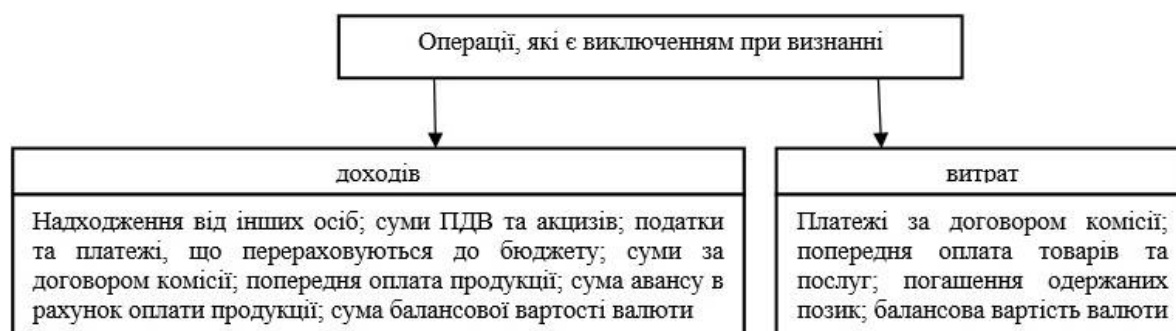 Операції, які є виключенням при визнанні
доходів
Надходження від інших осіб; суми ПДВ та акцизів; податки
та платежі, що перераховуються до бюджету; суми за
договором комісії; попередня оплата продукції; сума авансу в
рахунок оплати продукції; сума балансової вартості валюти
витрат
Платежі за договором комісії;
попередня оплата товарів та
послуг; погашення одержаних
позик; балансова вартість валюти